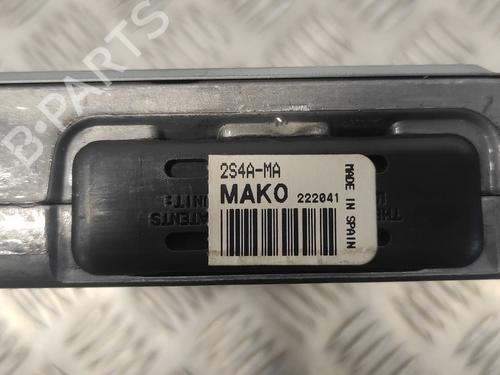 B-PARTS
2S4A-MA
MAKO 222041
MADE IN SPAIN